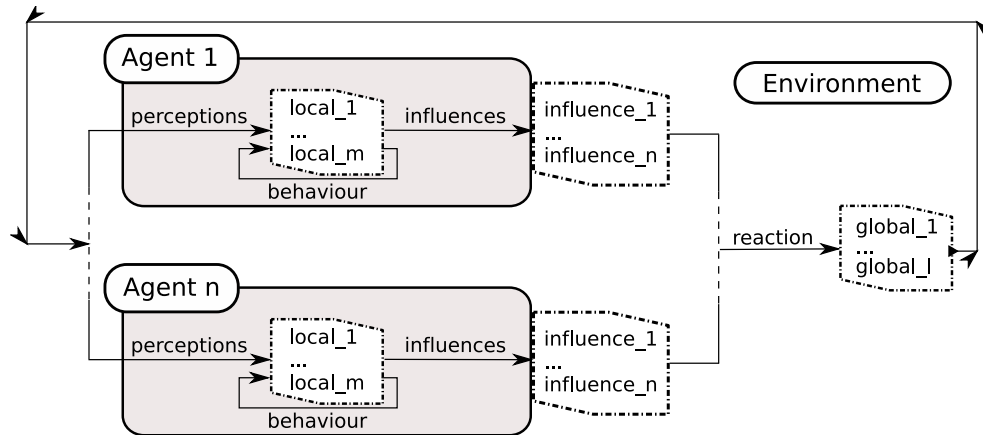 Agent 1
Environment
perceptions
local_1
...
local_m
behaviour
influences
influence_1
...
influence_n
reaction
global_1
...
global_l
Agent n
perceptions
local_1
...
local_m
behaviour
influences
influence_1
...
influence_n